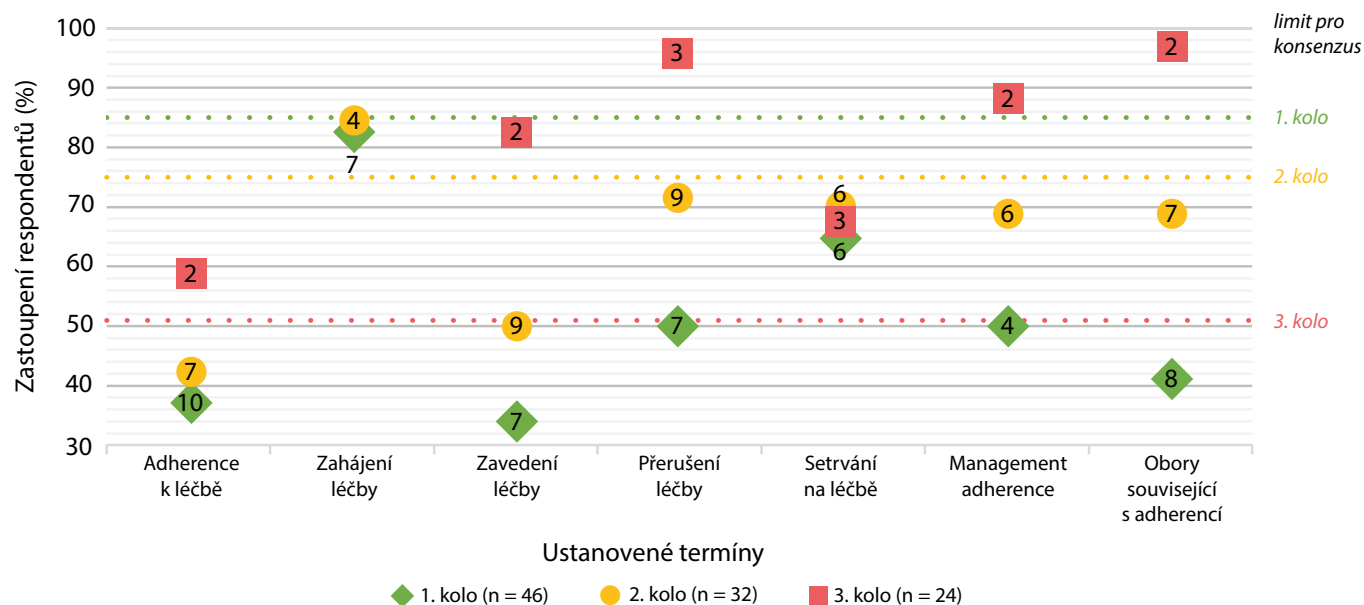 limit pro
konsenzus
Zastoupení respondentů (%)
100
90
80
70
60
50
40
30
1. kolo
2. kolo
3. kolo
2
7
10
4
7
2
9
7
3
9
7
6
3
6
2
6
4
2
7
8
Adherence
k léčbě
Zahájení
léčby
Zavedení
léčby
Přerušení
léčby
Setrvání
na léčbě
Management
adherence
Obory
související
s adherencí
Ustanovené termíny
1. kolo (n = 46)
2. kolo (n = 32)
3. kolo (n = 24)